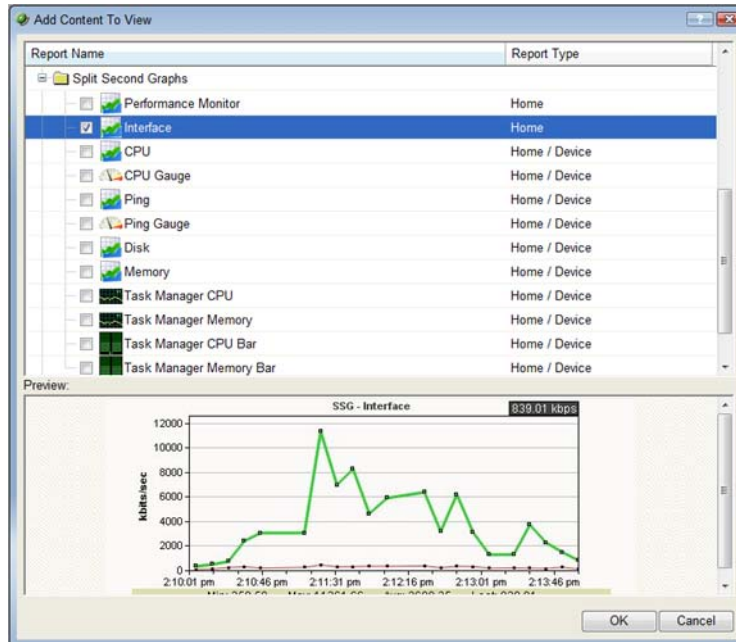 Add Content To View
Report Name Report Type
Split Second Graphs
Performance Monitor Home
Interface Home
CPU Home / Device
CPU Gauge Home / Device
Ping Home / Device
Ping Gauge Home / Device
Disk Home / Device
Memory Home / Device
Task Manager CPU Home / Device
Task Manager Memory Home / Device
Task Manager CPU Bar Home / Device
Task Manager Memory Bar Home / Device
Preview:
SSG - Interface 839.01 kbps
12000
10000
8000
6000
4000
2000
0
kbits/sec
2:10:01 pm 2:10:46 pm 2:11:31 pm 2:12:16 pm 2:13:01 pm 2:13:46 pm
OK Cancel